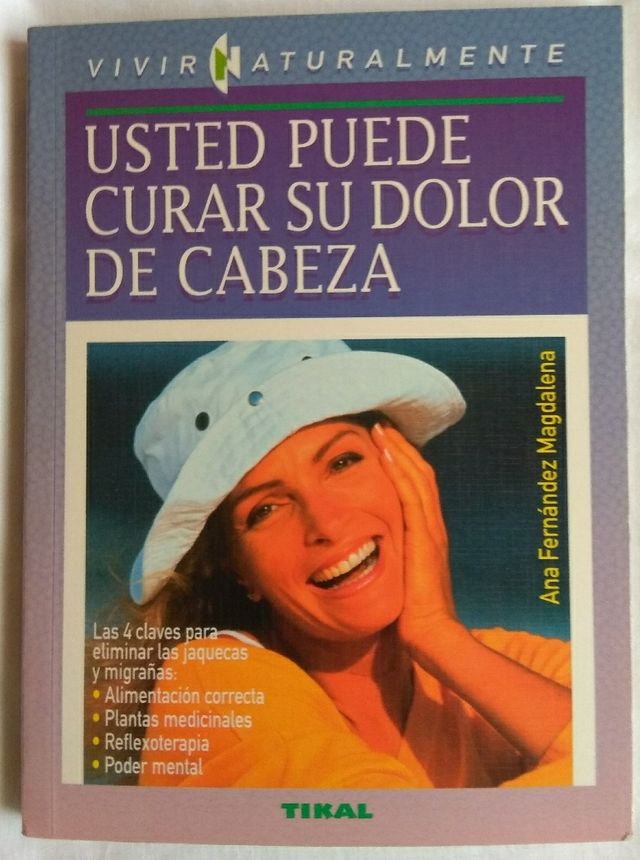 VIVIR NATURALMENTE
USTED PUEDE
CURAR SU DOLOR
DE CABEZA
Ana Fernández Magdalena
Las 4 claves para
eliminar las jaquecas
y migrañas:
• Alimentación correcta
• Plantas medicinales
• Reflexoterapia
• Poder mental
TIKAL